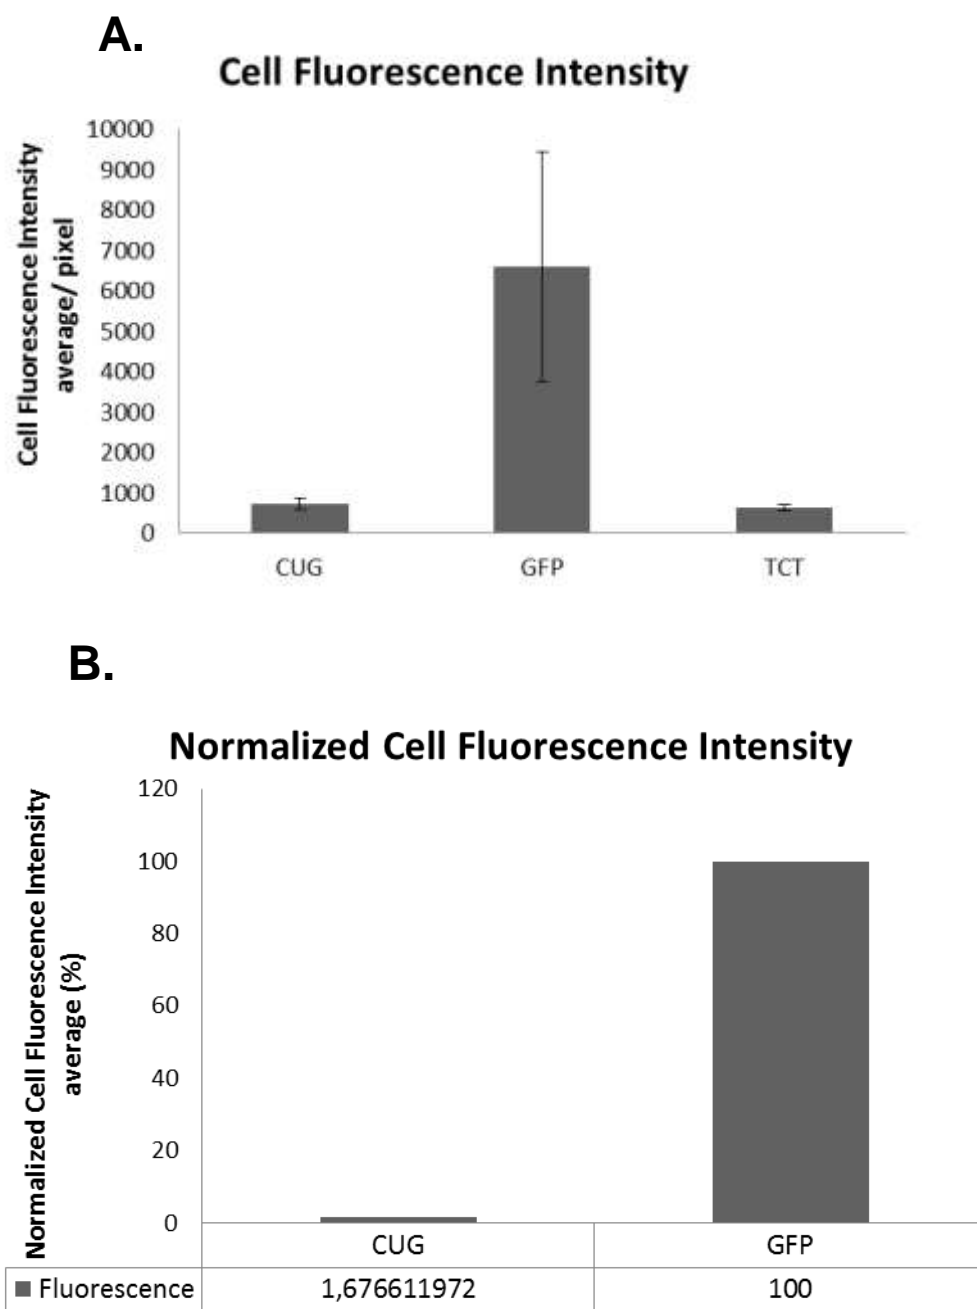 A.
Cell Fluorescence Intensity
Cell Fluorescence Intensity
average/ pixel
10000
9000
8000
7000
6000
5000
4000
3000
2000
1000
0
CUG
GFP
TCT
B.
Normalized Cell Fluorescence Intensity
Normalized Cell Fluorescence Intensity
average (%)
120
100
80
60
40
20
0
CUG
GFP
Fluorescence
1,676611972
100